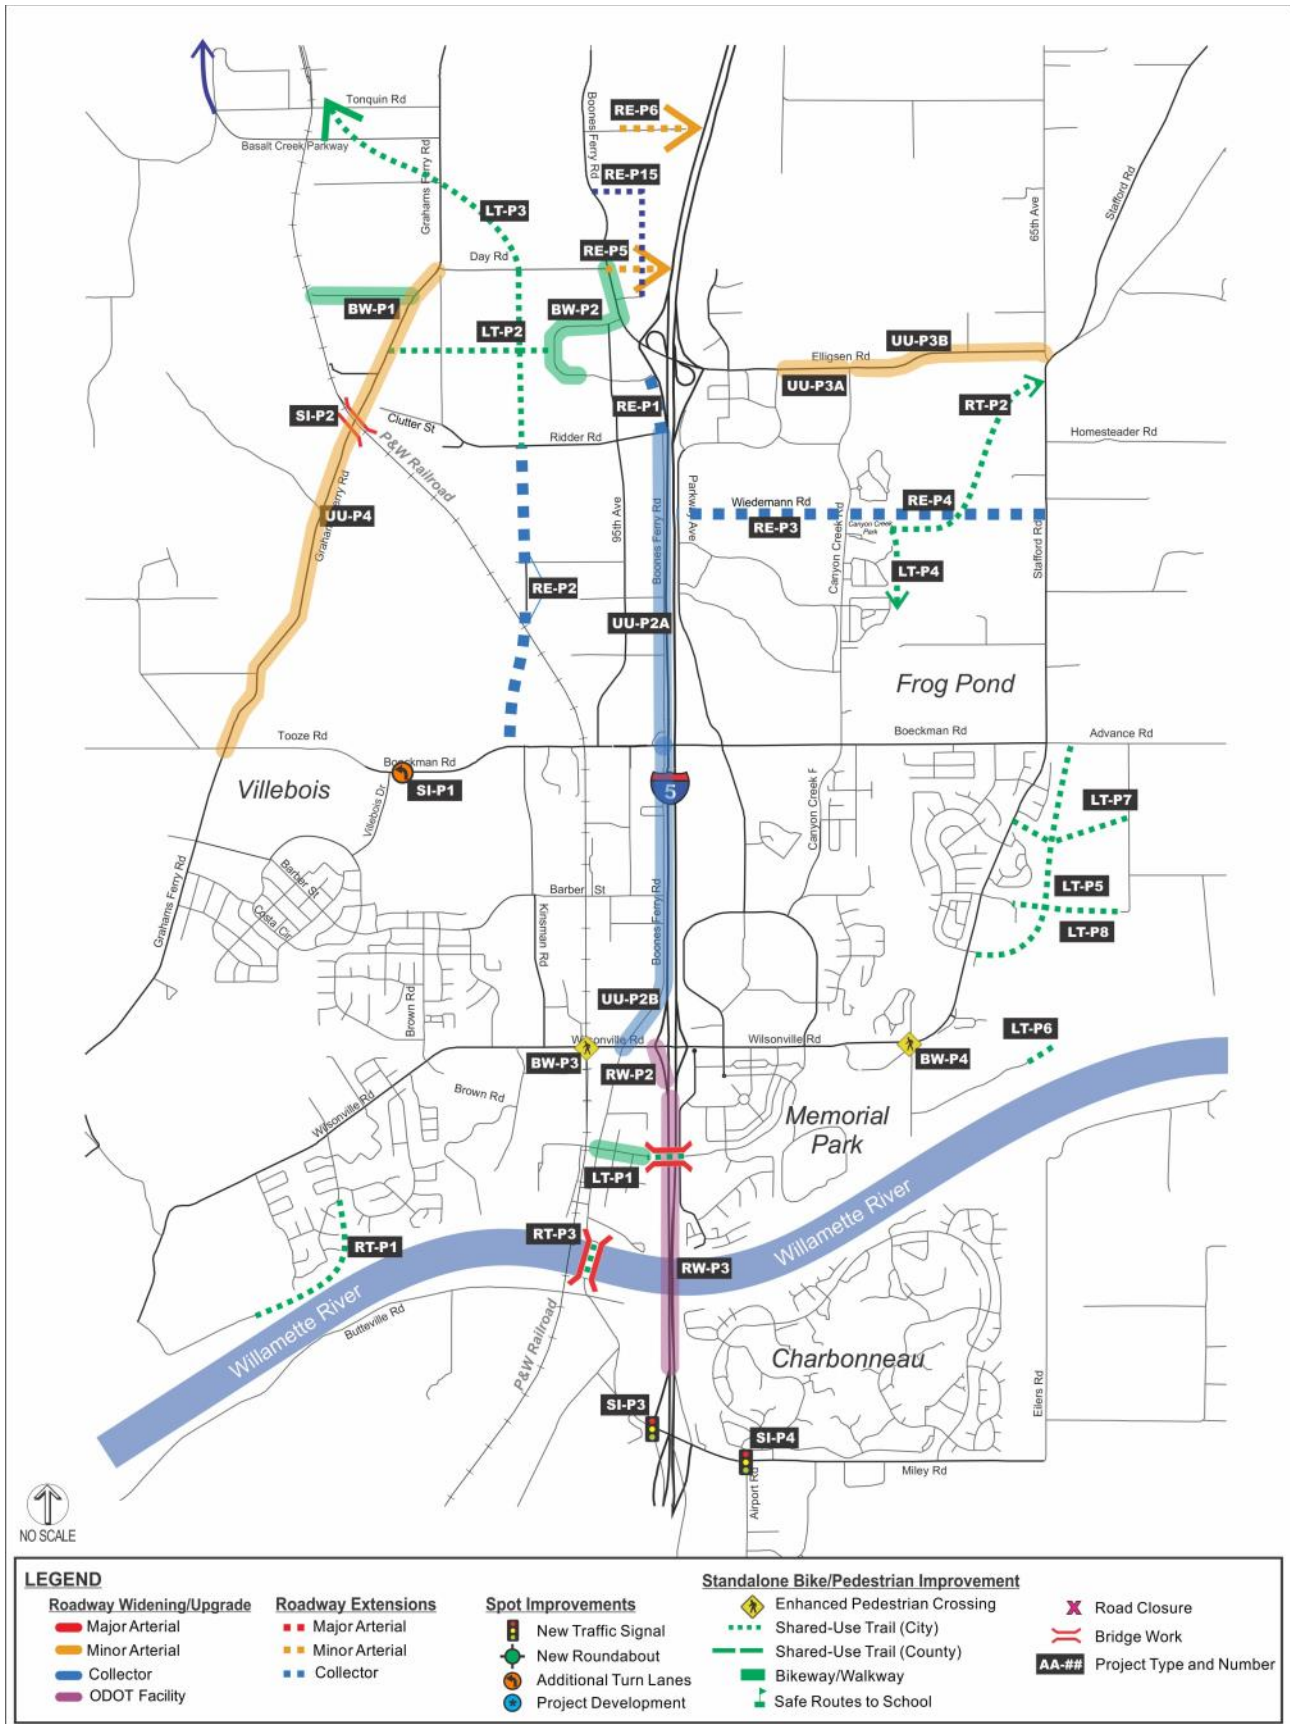 Tonquin Rd
Basalt Creek Parkway
Grahams Ferry Rd
Boones Ferry Rd
RE-P6
RE-P15
LT-P3
Stafford Rd
65th Ave
Day Rd
RE-P5
BW-P1
BW-P2
LT-P2
UU-P3B
Elligsen Rd
UU-P3A
RE-P1
RT-P2
SI-P2
Clutter St
P&W Railroad
Ridder Rd
Homesteader Rd
Grahams Ferry Rd
UU-P4
95th Ave
Boones Ferry Rd
Parkway Ave
Wiedemann Rd
RE-P3
RE-P4
Canyon Creek Rd
Canyon Creek
Park
Stafford Rd
LT-P4
RE-P2
UU-P2A
Frog Pond
Tooze Rd
Boeckman Rd
Advance Rd
Boeckman Rd
SI-P1
Villebois
Villebois Dr
5
Canyon Creek F
LT-P7
Grahams Ferry Rd
Barber St
Costa Cir
Barber St
Kinsman Rd
Boones Ferry Rd
LT-P5
LT-P8
Brown Rd
UU-P2B
Wilsonville Rd
Wilsonville Rd
LT-P6
BW-P3
RW-P2
BW-P4
Brown Rd
Wilsonville Rd
Memorial
Park
LT-P1
RT-P1
RT-P3
RW-P3
Willamette River
Willamette River
Butteville Rd
P&W Railroad
Charbonneau
Eilers Rd
SI-P3
SI-P4
Miley Rd
Airport Rd
NO SCALE
LEGEND
Roadway Widening/Upgrade
Major Arterial
Minor Arterial
Collector
ODOT Facility
Roadway Extensions
Major Arterial
Minor Arterial
Collector
Spot Improvements
New Traffic Signal
New Roundabout
Additional Turn Lanes
Project Development
Standalone Bike/Pedestrian Improvement
Enhanced Pedestrian Crossing
Shared-Use Trail (City)
Shared-Use Trail (County)
Bikeway/Walkway
Safe Routes to School
Road Closure
Bridge Work
AA-## Project Type and Number